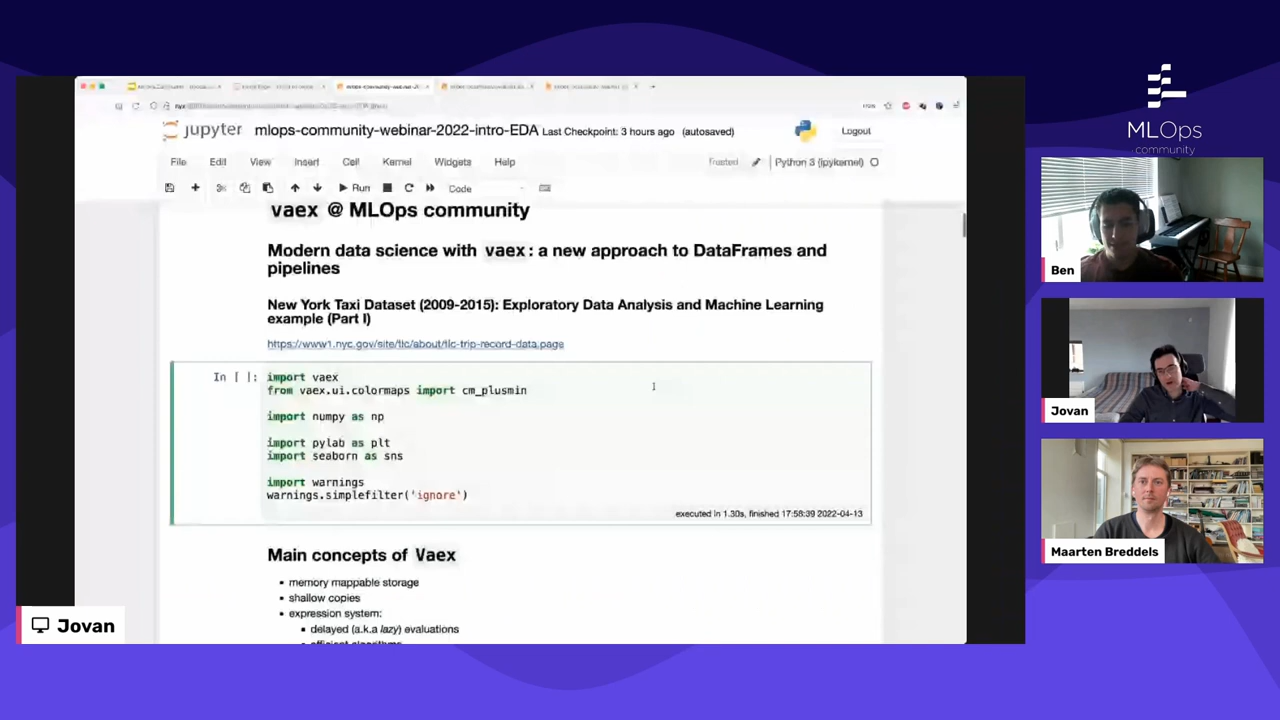 jupyter mlops-community-webinar-2022-intro-EDA Last Checkpoint: 3 hours ago (autosaved)
Logout
File Edit View Insert Cell Kernel Widgets Help
Trusted Python 3 (ipykernel)
Run Code
vaex @ MLOps community
Modern data science with vaex: a new approach to DataFrames and
pipelines
New York Taxi Dataset (2009-2015): Exploratory Data Analysis and Machine Learning
example (Part I)
https://www1.nyc.gov/site/tlc/about/tlc-trip-record-data.page
In [ ]: import vaex
from vaex.ui.colormaps import cm_plusmin
import numpy as np
import pylab as plt
import seaborn as sns
import warnings
warnings.simplefilter('ignore')
executed in 1.30s, finished 17:58:39 2022-04-13
Main concepts of Vaex
memory mappable storage
shallow copies
expression system:
delayed (a.k.a lazy) evaluations
efficient algorithms
Jovan
MLOps
community
Ben
Jovan
Maarten Breddels